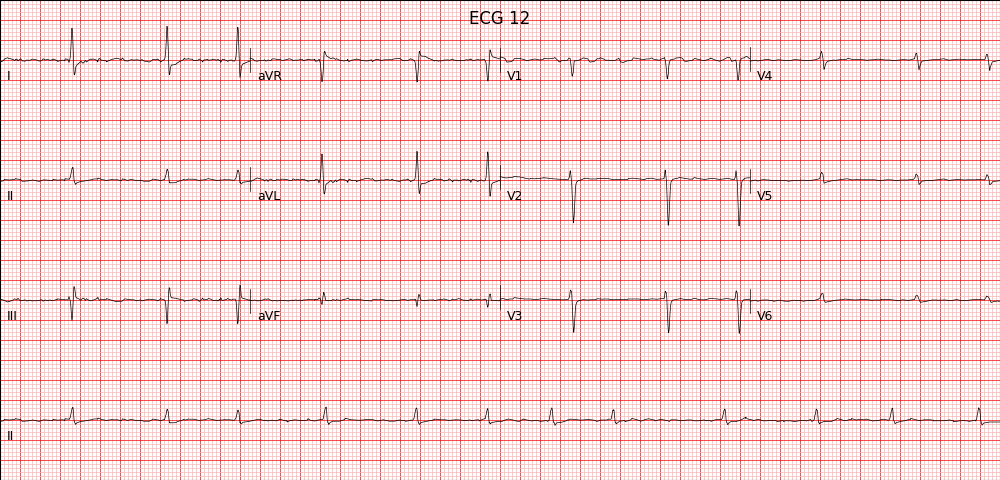 ECG 12
I aVR V1 V4
II aVL V2 V5
III aVF V3 V6
II